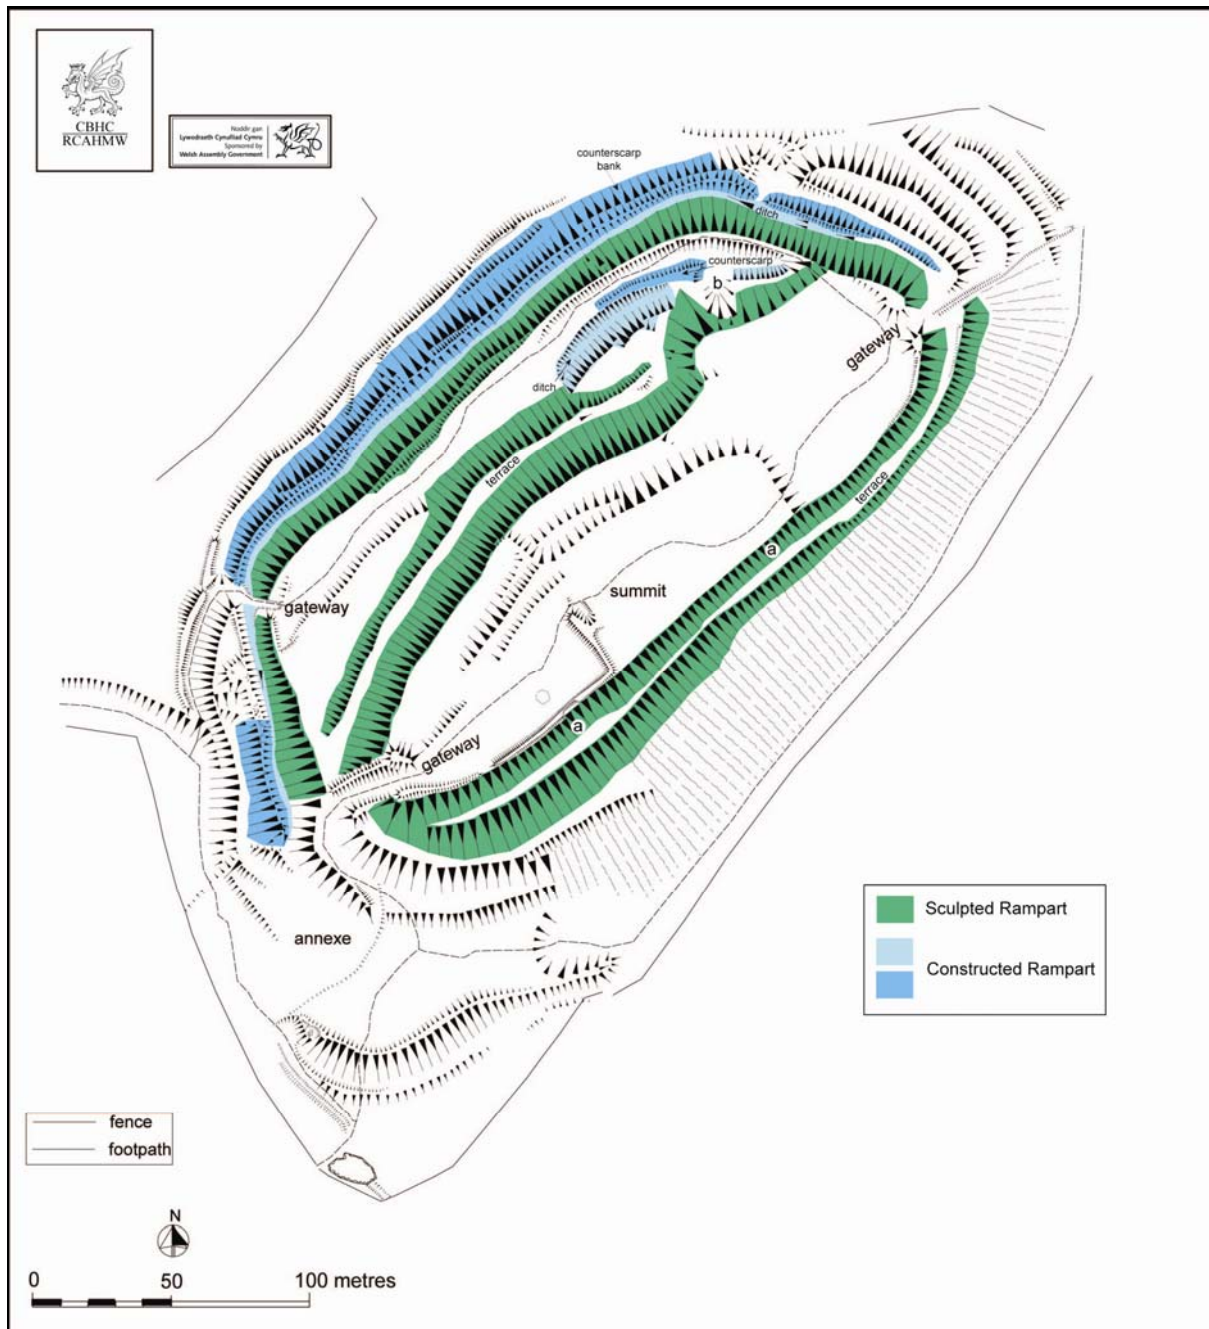 CBHC
RCAHMW
Noddir gan
Lywodraeth Cynulliad Cymru
Sponsored by
Welsh Assembly Government
counterscarp
bank
ditch
counterscarp
b
gateway
ditch
terrace
terrace
a
summit
gateway
a
gateway
Sculpted Rampart
annexe
Constructed Rampart
fence
footpath
N
0 50 100 metres